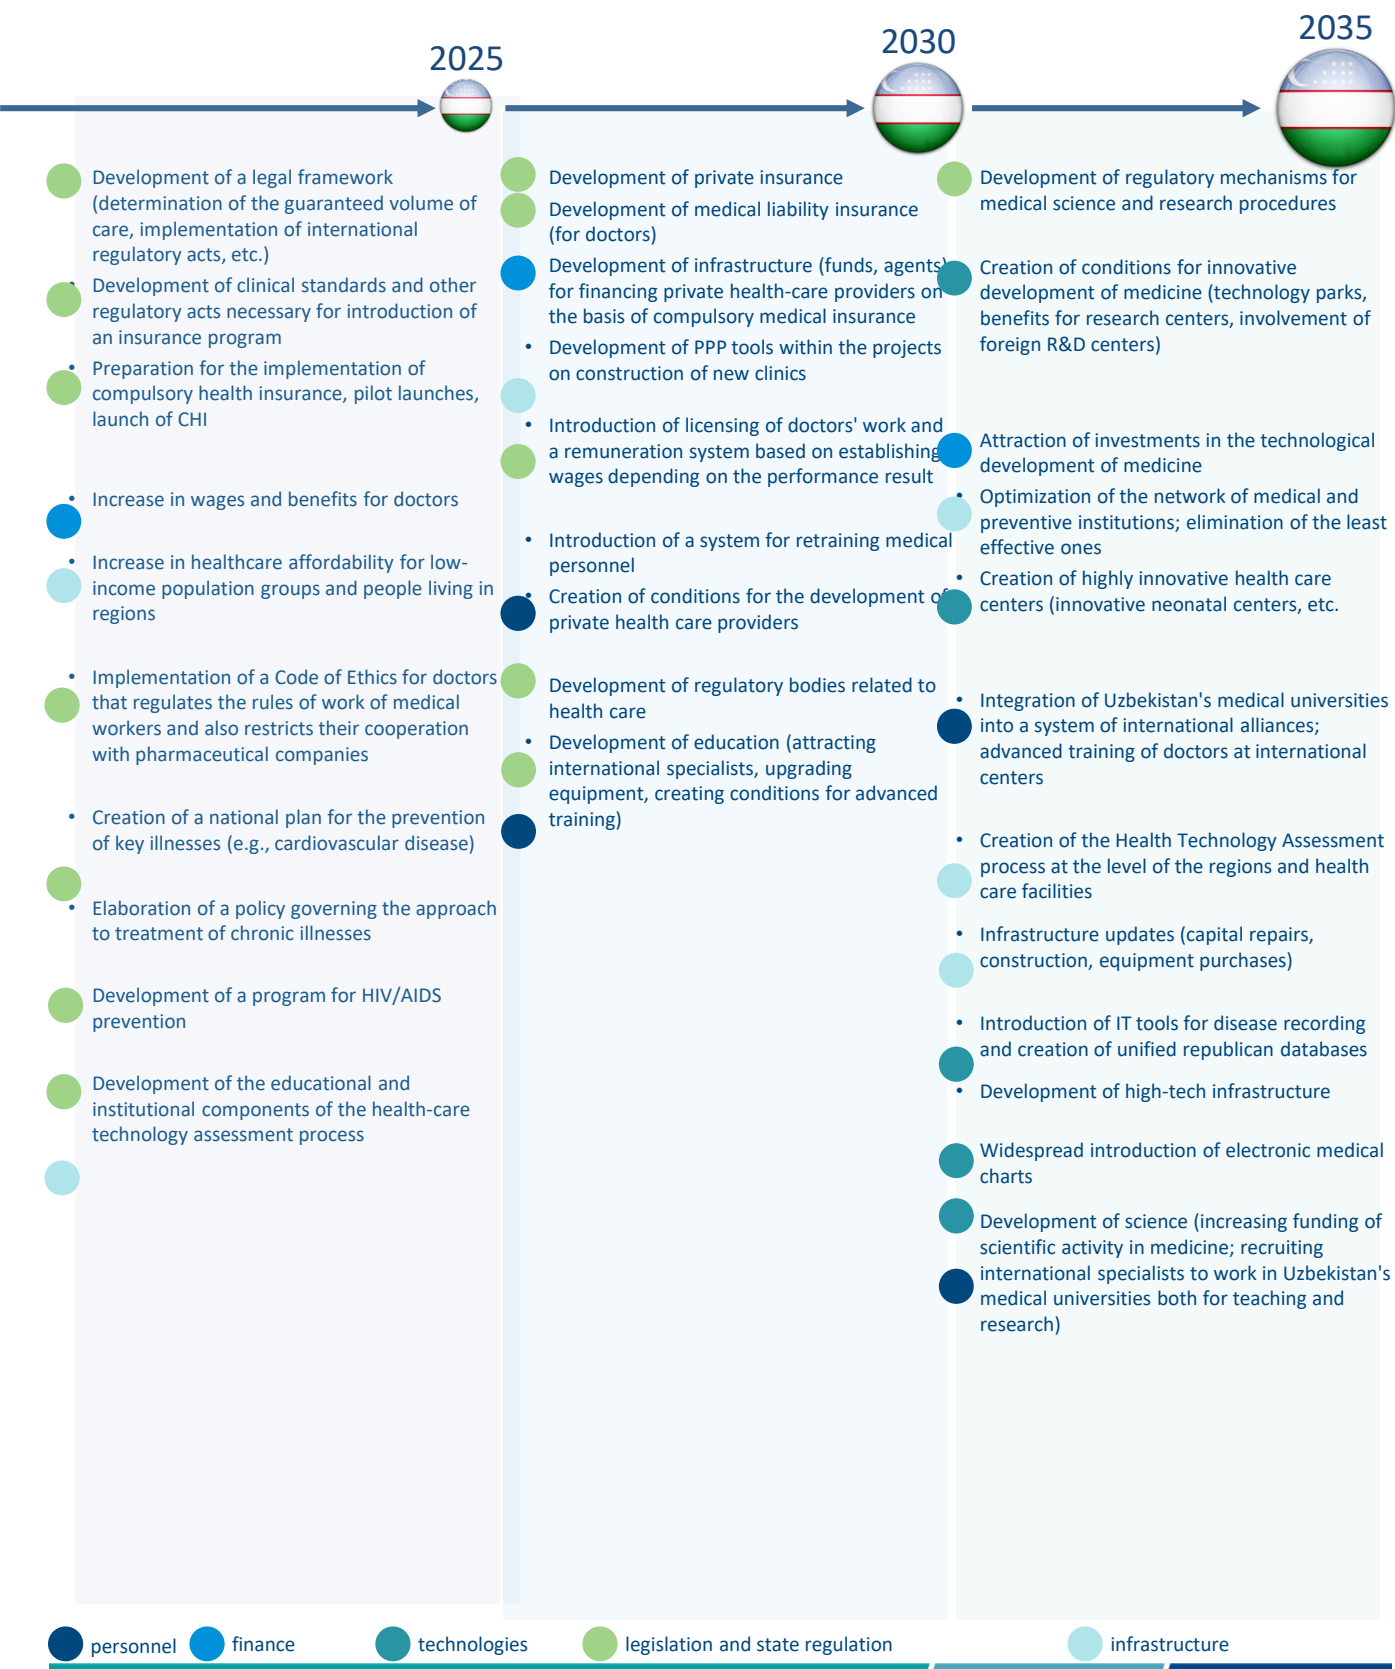 2025
2030
2035
Development of a legal framework
(determination of the guaranteed volume of
care, implementation of international
regulatory acts, etc.)
• Development of clinical standards and other
regulatory acts necessary for introduction of
an insurance program
• Preparation for the implementation of
compulsory health insurance, pilot launches,
launch of CHI
• Increase in wages and benefits for doctors
• Increase in healthcare affordability for low-
income population groups and people living in
regions
• Implementation of a Code of Ethics for doctors
that regulates the rules of work of medical
workers and also restricts their cooperation
with pharmaceutical companies
• Creation of a national plan for the prevention
of key illnesses (e.g., cardiovascular disease)
• Elaboration of a policy governing the approach
to treatment of chronic illnesses
Development of a program for HIV/AIDS
prevention
Development of the educational and
institutional components of the health-care
technology assessment process
Development of private insurance
Development of medical liability insurance
(for doctors)
Development of infrastructure (funds, agents)
for financing private health-care providers on
the basis of compulsory medical insurance
• Development of PPP tools within the projects
on construction of new clinics
• Introduction of licensing of doctors' work and
a remuneration system based on establishing
wages depending on the performance result
• Introduction of a system for retraining medical
personnel
• Creation of conditions for the development of
private health care providers
Development of regulatory bodies related to
health care
• Development of education (attracting
international specialists, upgrading
equipment, creating conditions for advanced
training)
Development of regulatory mechanisms for
medical science and research procedures
Creation of conditions for innovative
development of medicine (technology parks,
benefits for research centers, involvement of
foreign R&D centers)
Attraction of investments in the technological
development of medicine
• Optimization of the network of medical and
preventive institutions; elimination of the least
effective ones
• Creation of highly innovative health care
centers (innovative neonatal centers, etc.
• Integration of Uzbekistan's medical universities
into a system of international alliances;
advanced training of doctors at international
centers
• Creation of the Health Technology Assessment
process at the level of the regions and health
care facilities
• Infrastructure updates (capital repairs,
construction, equipment purchases)
• Introduction of IT tools for disease recording
and creation of unified republican databases
• Development of high-tech infrastructure
Widespread introduction of electronic medical
charts
Development of science (increasing funding of
scientific activity in medicine; recruiting
international specialists to work in Uzbekistan's
medical universities both for teaching and
research)
personnel
finance
technologies
legislation and state regulation
infrastructure